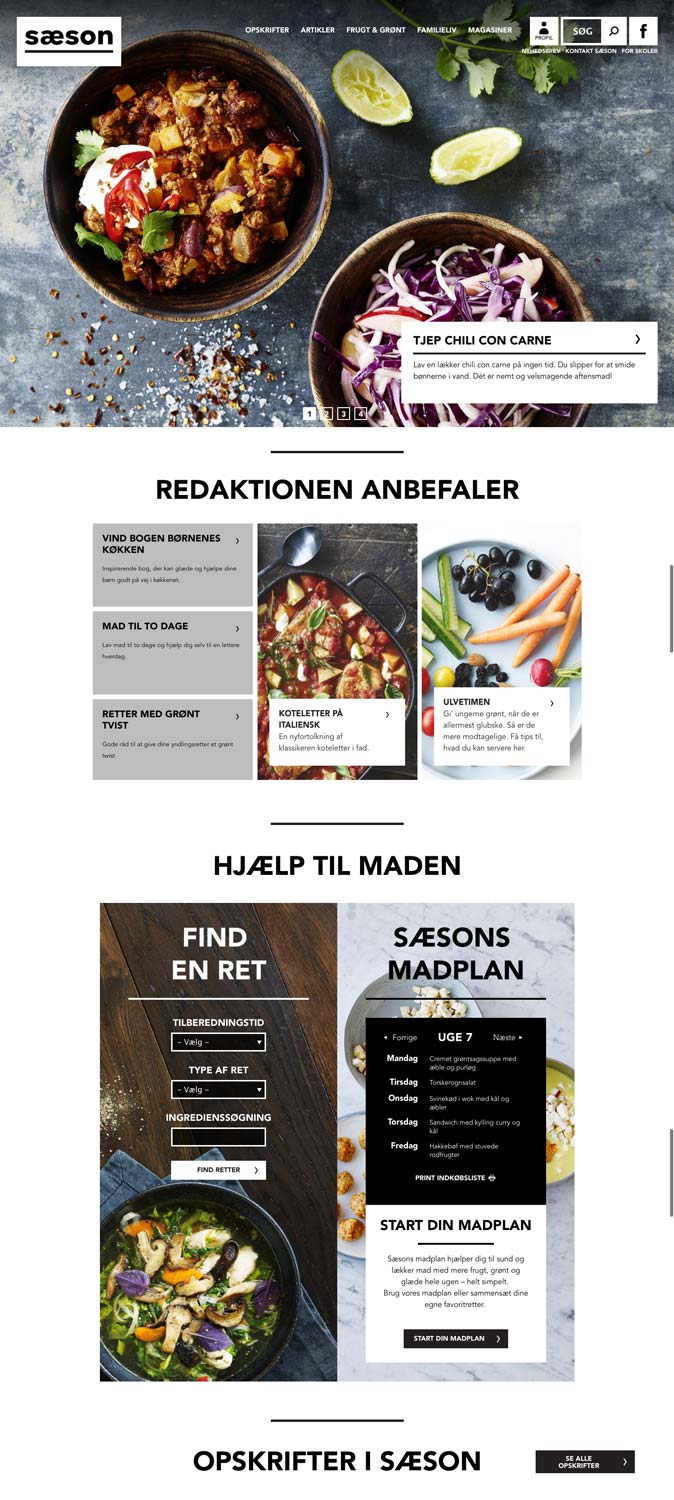 sæson
OPSKRIFTER ARTIKLER FRUGT & GRØNT FAMILIELIV MAGASINER
PROFIL
SØG
f
NYHEDSBREV · KONTAKT SÆSON FOR SKOLER
TJEP CHILI CON CARNE
Lav en lækker chili con carne på ingen tid. Du slipper for at smide
bønnerne i vand. Dét er nemt og velsmagende aftensmad!
1 2 3 4
REDAKTIONEN ANBEFALER
VIND BOGEN BØRNENES
KØKKEN
Inspirerende bog, der kan glæde og hjælpe dine
børn godt på vej i køkkenet.
MAD TIL TO DAGE
Lav mad til to dage og hjælp dig selv til en lettere
hverdag.
RETTER MED GRØNT
TVIST
Gode råd til at give dine yndlingsretter et grønt
twist
KOTELETTER PÅ
ITALIENSK
En nyfortolkning af
klassikeren koteletter i fad.
ULVETIMEN
Gi' ungerne grønt, når de er
allermest glubske. Så er de
mere modtagelige. Få tips til,
hvad du kan servere her.
HJÆLP TIL MADEN
FIND
EN RET
TILBEREDNINGSTID
– Vælg –
TYPE AF RET
– Vælg –
INGREDIENSSØGNING
FIND RETTER
SÆSONS
MADPLAN
Forrige UGE 7 Næste
Mandag Cremet grøntsagssuppe med
æble og purløg
Tirsdag Torskerognsalat
Onsdag Svinekød i wok med kål og
æbler
Torsdag Sandwich med kylling curry og
kål
Fredag Hakkebøf med stuvede
rodfrugter
PRINT INDKØBSLISTE
START DIN MADPLAN
Sæsons madplan hjælper dig til sund og
lækker mad med mere frugt, grønt og
glæde hele ugen – helt simpelt.
Brug vores madplan eller sammensæt dine
egne favoritretter.
START DIN MADPLAN
OPSKRIFTER I SÆSON
SE ALLE
OPSKRIFTER